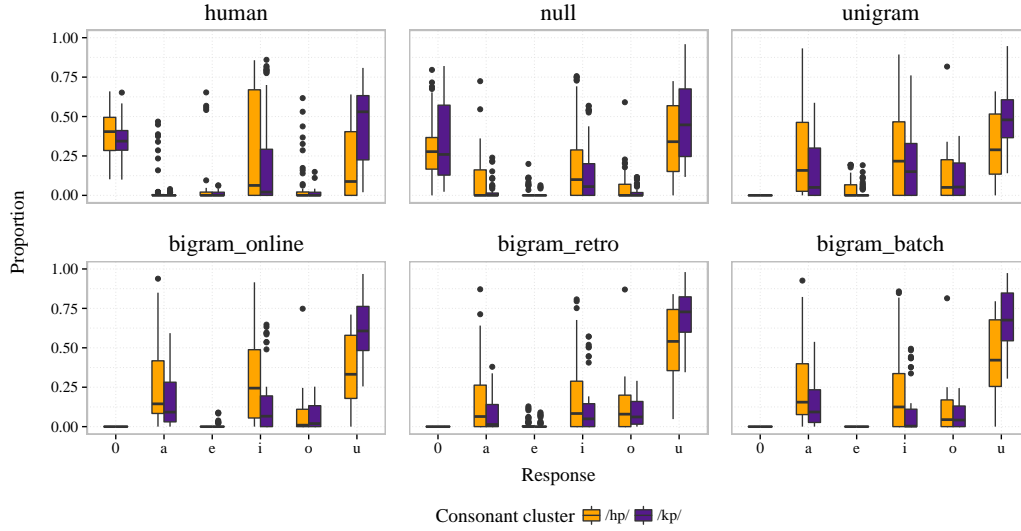 human null unigram
1.00
0.75
0.50
0.25
0.00
Proportion
bigram_online bigram_retro bigram_batch
1.00
0.75
0.50
0.25
0.00
0 a e i o u 0 a e i o u 0 a e i o u
Response
Consonant cluster /hp/ /kp/